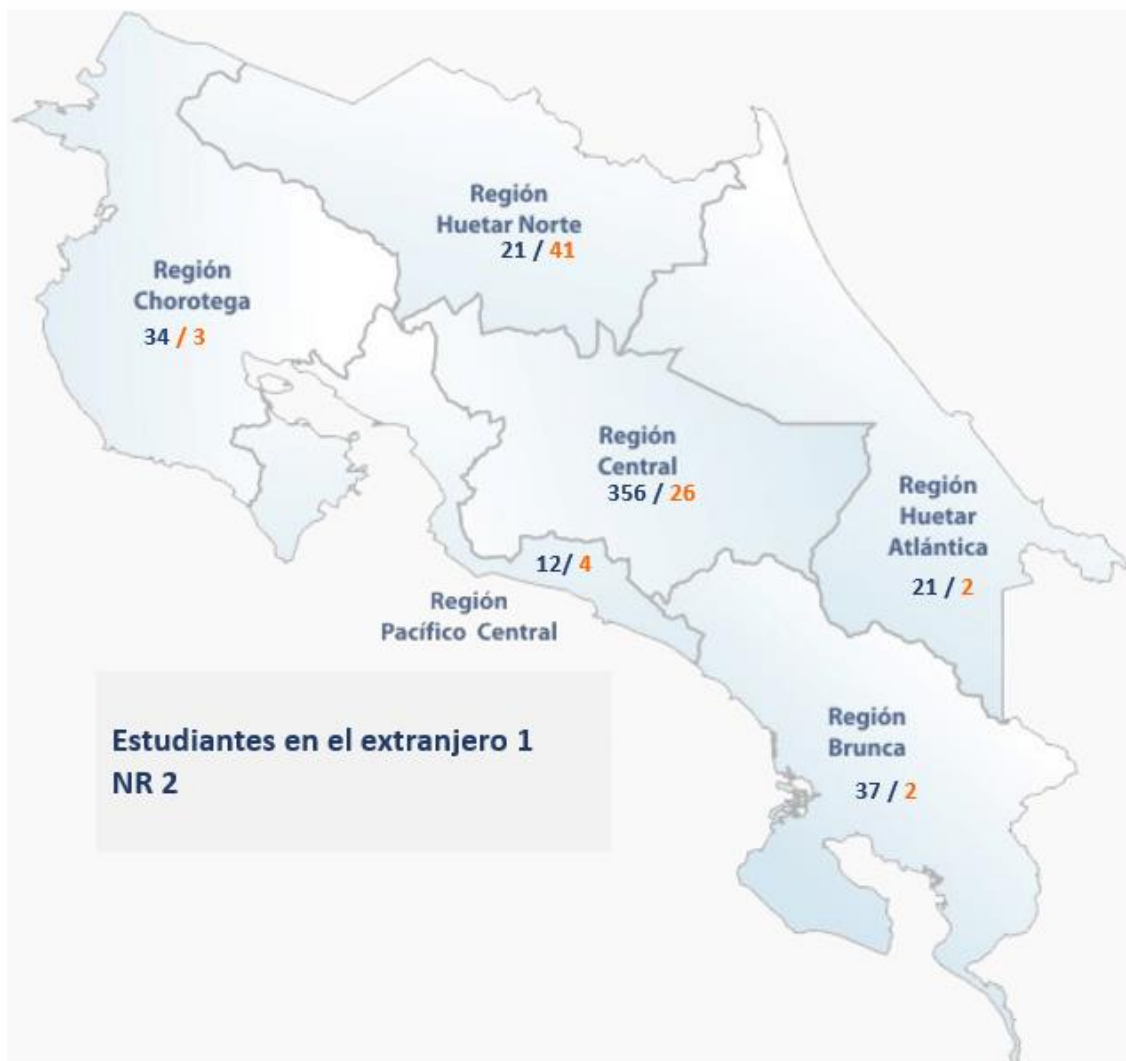 Región
Huetar Norte
21 / 41
Región
Chorotega
34 / 3
Región
Central
356 / 26
Región
Huetar
Atlántica
21 / 2
12/ 4
Región
Pacífico Central
Región
Brunca
37 / 2
Estudiantes en el extranjero 1
NR 2